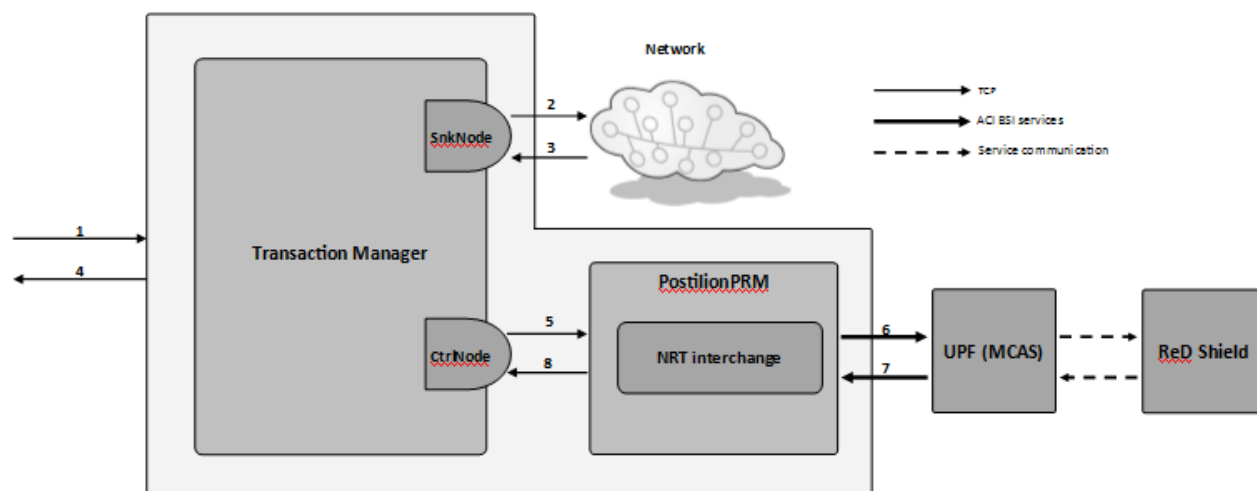 Network
TCP
ACI BSI services
Service communication
2
SnkNode
3
1
Transaction Manager
4
PostilionPRM
5
6
CtrlNode
NRT interchange
UPF (MCAS)
ReD Shield
8
7